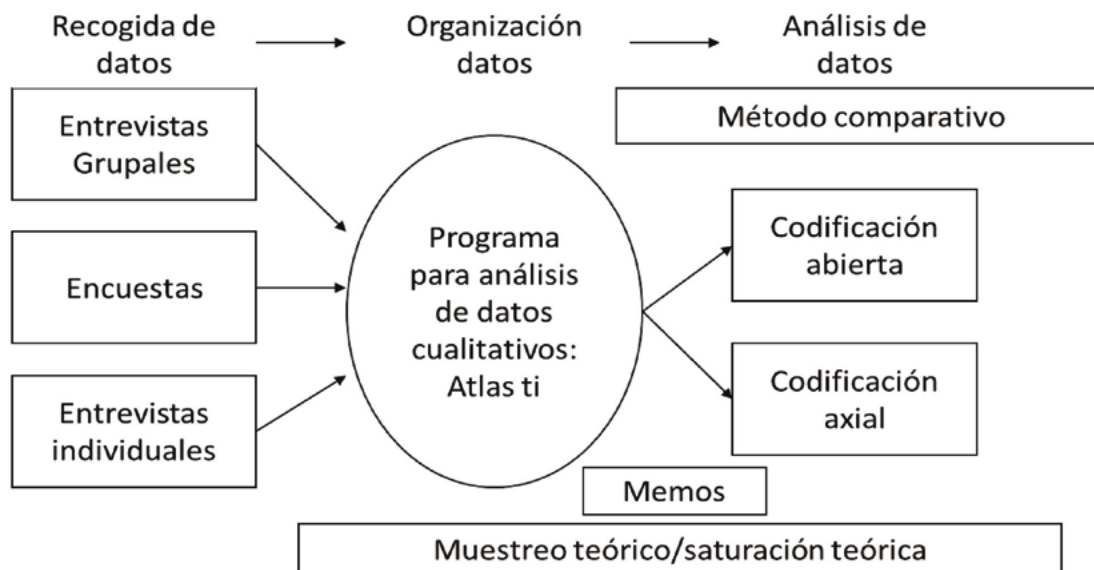 Recogida de
datos
Organización
datos
Análisis de
datos
Método comparativo
Entrevistas
Grupales
Encuestas
Entrevistas
individuales
Programa
para análisis
de datos
cualitativos:
Atlas ti
Codificación
abierta
Codificación
axial
Memos
Muestreo teórico/saturación teórica